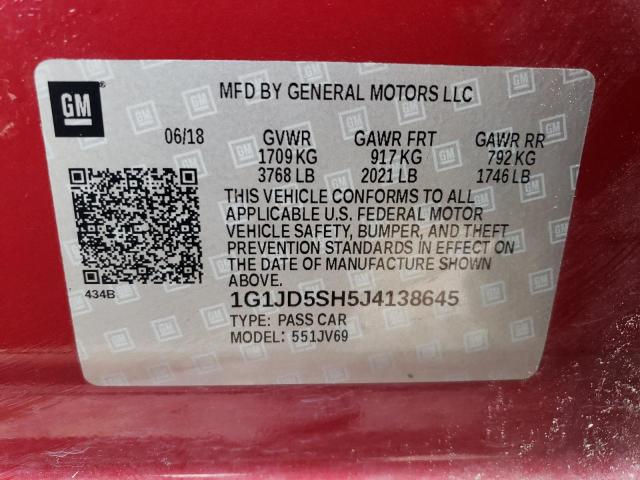 GM
MFD BY GENERAL MOTORS LLC
06/18 GVWR GAWR FRT GAWR RR
1709 KG 917 KG 792 KG
3768 LB 2021 LB 1746 LB
THIS VEHICLE CONFORMS TO ALL
APPLICABLE U.S. FEDERAL MOTOR
VEHICLE SAFETY, BUMPER, AND THEFT
PREVENTION STANDARDS IN EFFECT ON
THE DATE OF MANUFACTURE SHOWN
ABOVE.
434B
1G1JD5SH5J4138645
TYPE: PASS CAR
MODEL: 551JV69